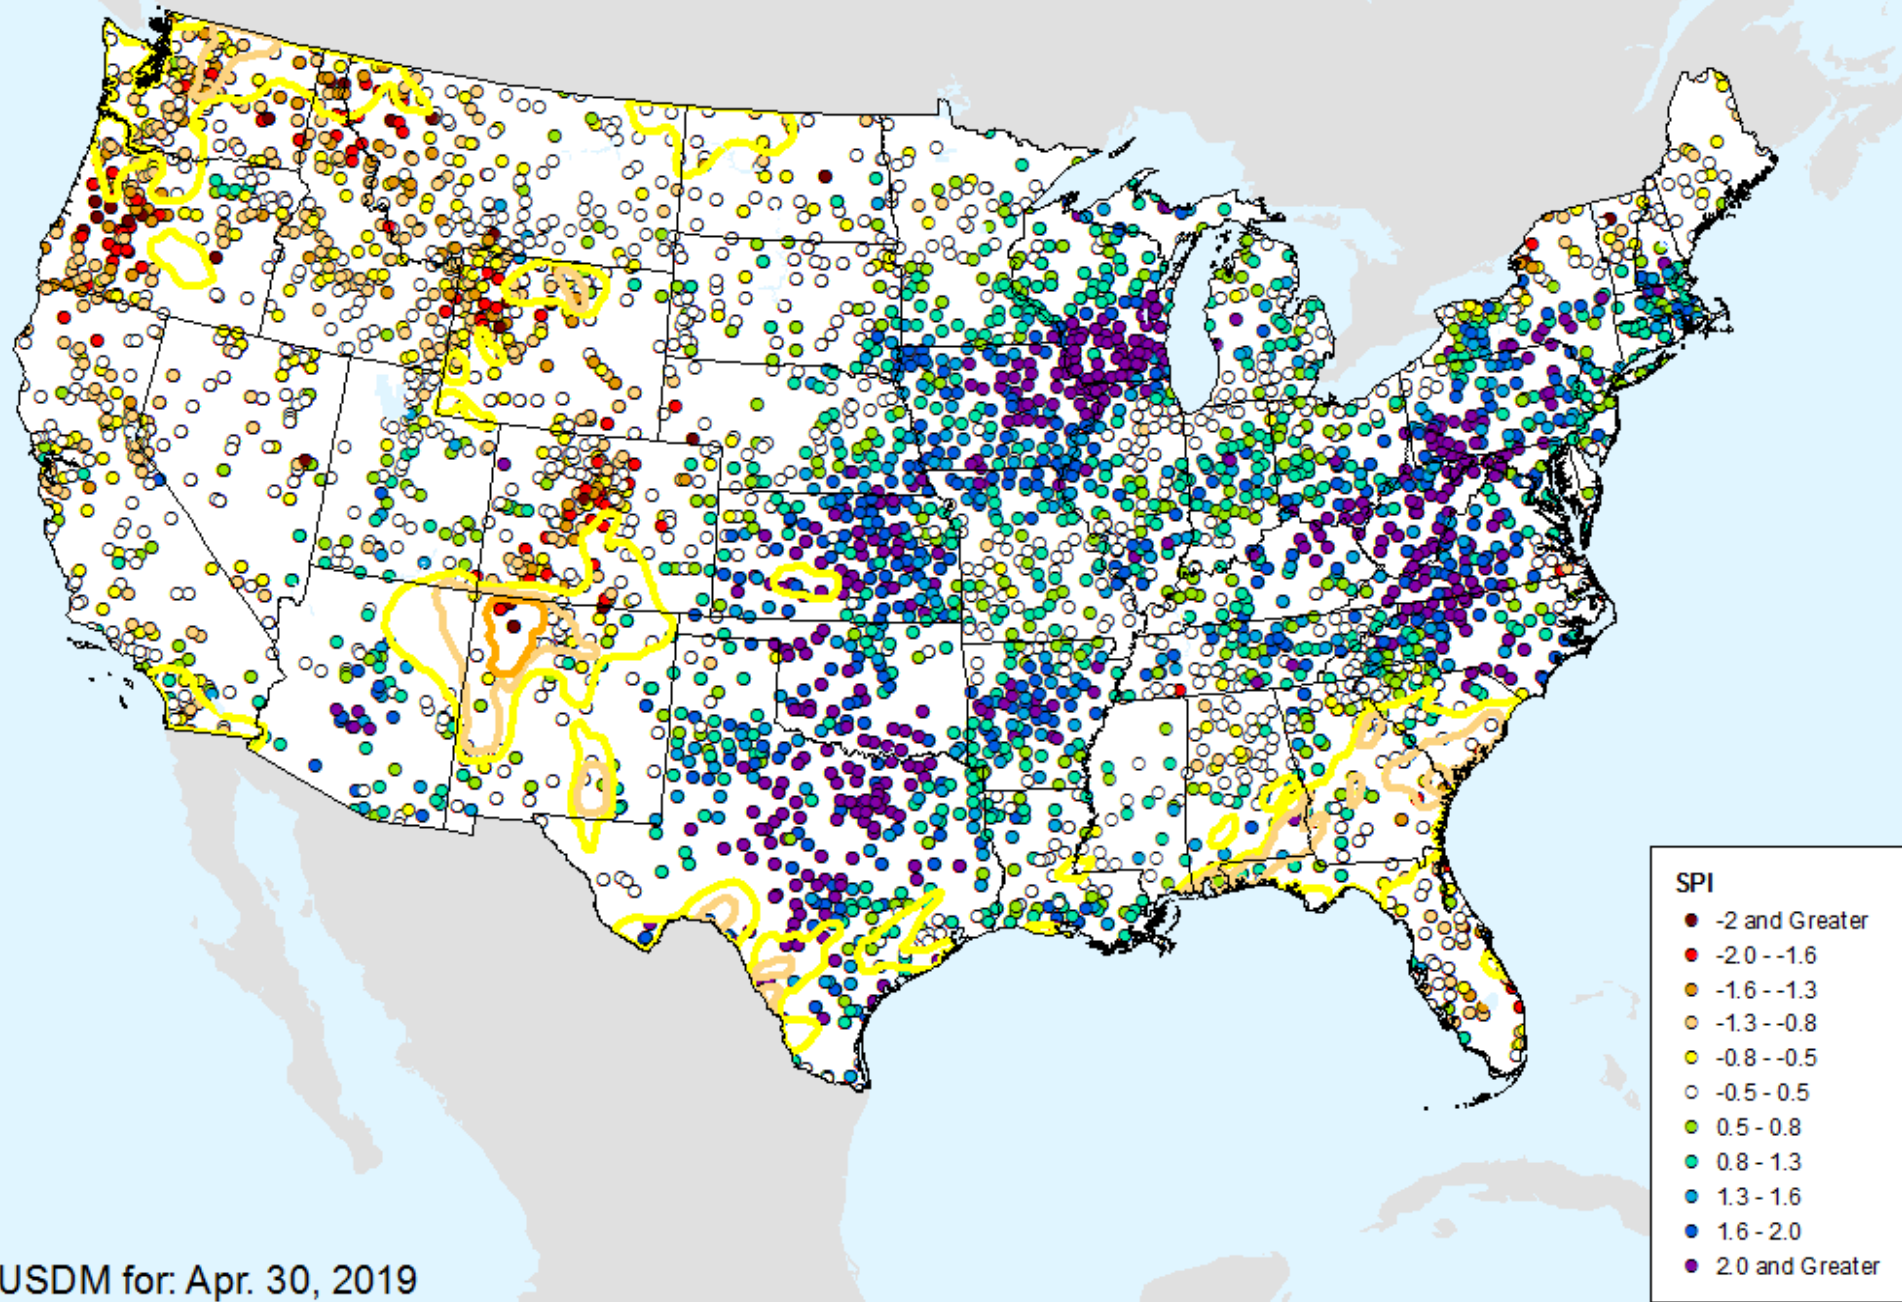 SPI
-2 and Greater
-2.0 - -1.6
-1.6 - -1.3
-1.3 - -0.8
-0.8 - -0.5
-0.5 - 0.5
0.5 - 0.8
0.8 - 1.3
1.3 - 1.6
1.6 - 2.0
2.0 and Greater
USDM for: Apr. 30, 2019